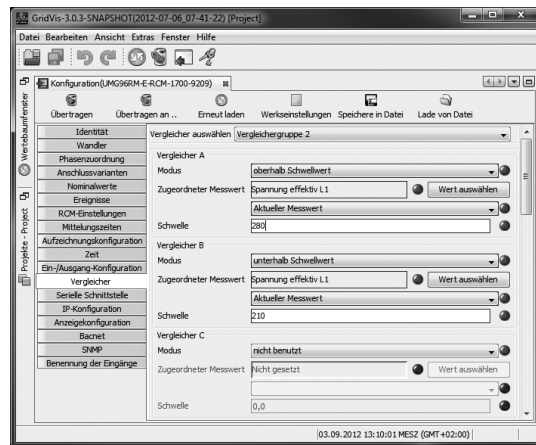 GridVis-3.0.3-SNAPSHOT(2012-07-06_07-41-22) [Project]
Datei Bearbeiten Ansicht Extras Fenster Hilfe
Konfiguration(UMG96RM-E-RCM-1700-9209)
Übertragen Übertragen an .. Erneut laden Werkseinstellungen Speichere in Datei Lade von Datei
Wertebaumfenster
Projekte - Project
Identität
Wandler
Phasenzuordnung
Anschlussvarianten
Nominalwerte
Ereignisse
RCM-Einstellungen
Mittelungszeiten
Aufzeichnungskonfiguration
Zeit
Ein-/Ausgang-Konfiguration
Vergleicher
Serielle Schnittstelle
IP-Konfiguration
Anzeigekonfiguration
Bacnet
SNMP
Benennung der Eingänge
Vergleicher auswählen Vergleichergruppe 2
Vergleicher A
Modus oberhalb Schwellwert
Zugeordneter Messwert Spannung effektiv L1 Wert auswählen
Aktueller Messwert
Schwelle 280
Vergleicher B
Modus unterhalb Schwellwert
Zugeordneter Messwert Spannung effektiv L1 Wert auswählen
Aktueller Messwert
Schwelle 210
Vergleicher C
Modus nicht benutzt
Zugeordneter Messwert Nicht gesetzt Wert auswählen
Schwelle 0,0
03.09.2012 13:10:01 MESZ (GMT+02:00)